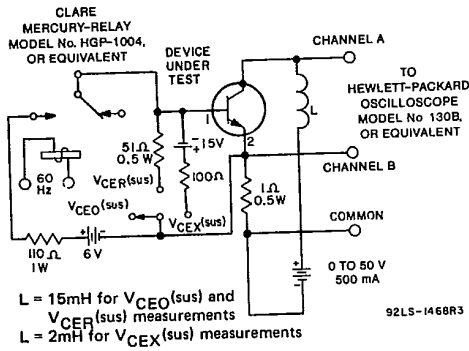 CLARE
MERCURY-RELAY
MODEL No. HGP-1004,
OR EQUIVALENT
DEVICE
UNDER
TEST
CHANNEL A
TO
HEWLETT-PACKARD
OSCILLOSCOPE
MODEL No 130B,
OR EQUIVALENT
1
2
L
51Ω
0.5 W
-
+
15V
100Ω
60
Hz
VCER(sus)
VCEO(sus)
VCEX(sus)
CHANNEL B
1Ω
0.5W
COMMON
110Ω
1W
+
-
6V
+
-
0 TO 50 V
500 mA
L = 15mH for VCEO(sus) and
VCER(sus) measurements
L = 2mH for VCEX(sus) measurements
92LS-1468R3